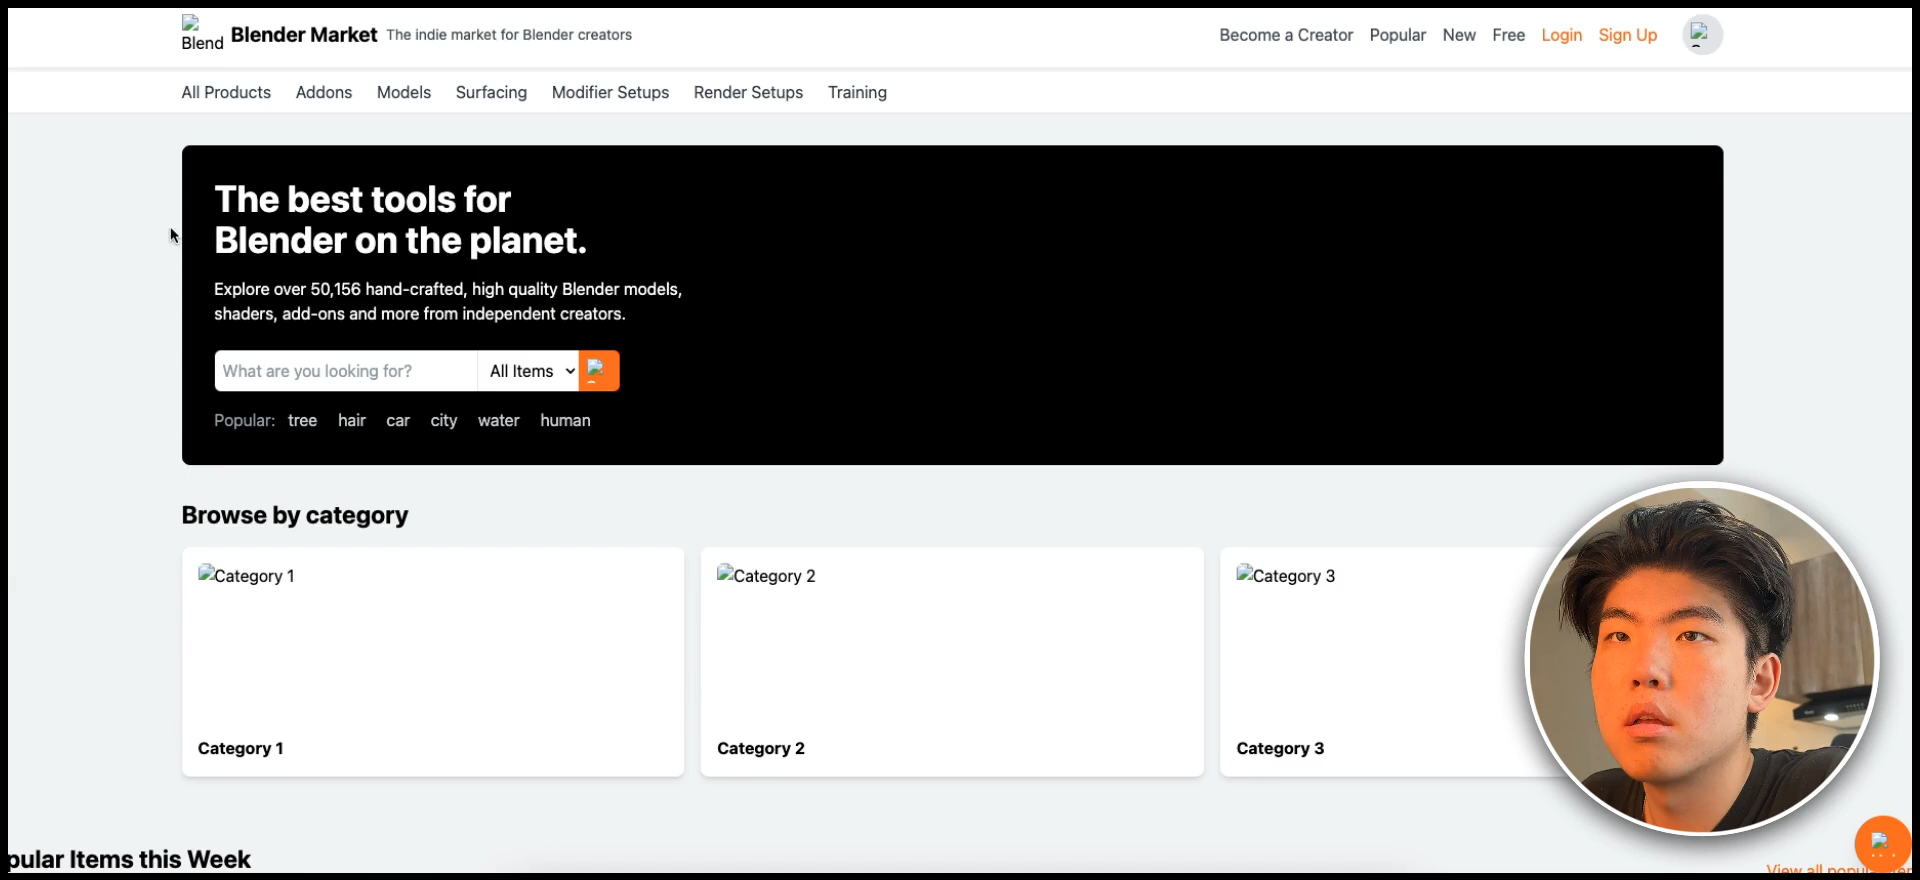 Blend
Blender Market
The indie market for Blender creators
Become a Creator
Popular
New
Free
Login
Sign Up
All Products
Addons
Models
Surfacing
Modifier Setups
Render Setups
Training
The best tools for
Blender on the planet.
Explore over 50,156 hand-crafted, high quality Blender models,
shaders, add-ons and more from independent creators.
What are you looking for?
All Items
Popular: tree hair car city water human
Browse by category
Category 1
Category 2
Category 3
Category 1
Category 2
Category 3
pular Items this Week
View all